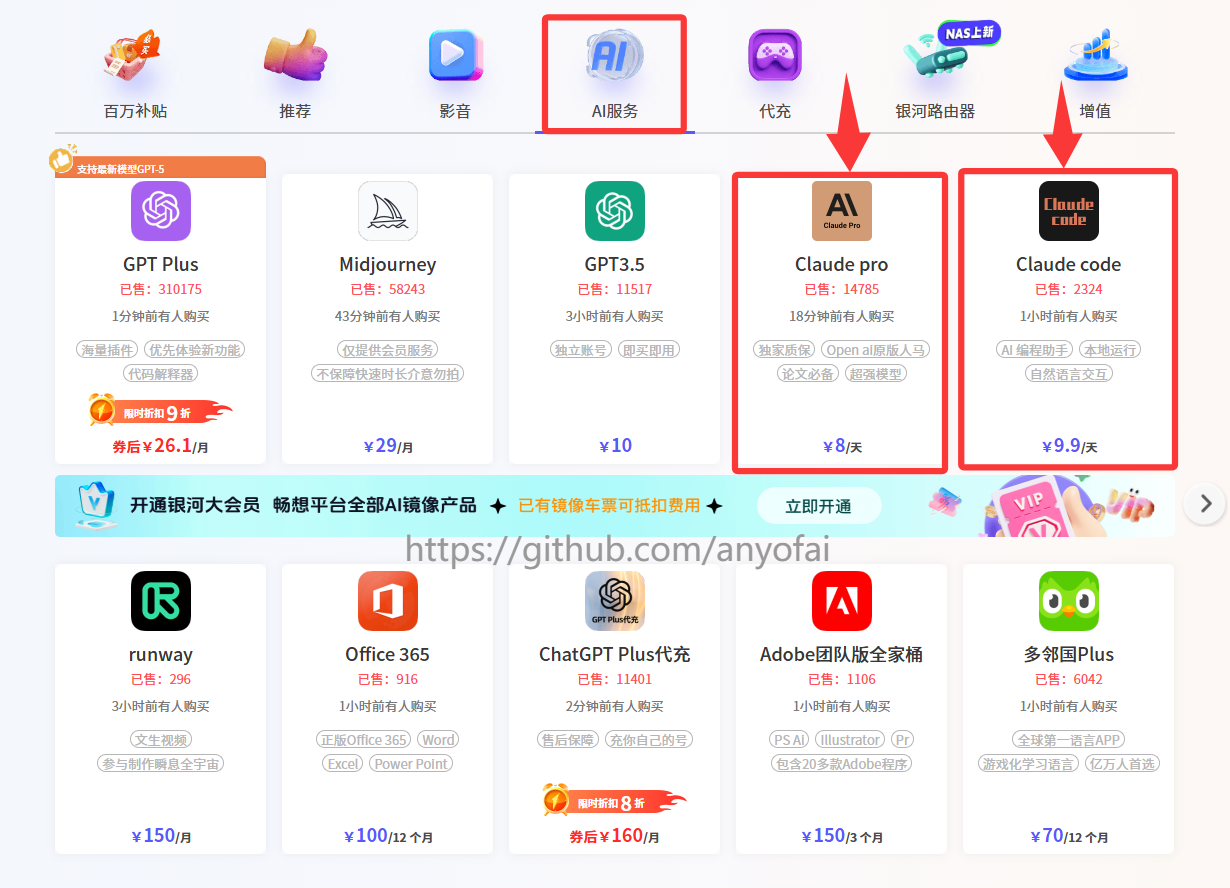 必买
NAS上新
AI
百万补贴
推荐
影音
AI服务
代充
银河路由器
增值
支持最新模型GPT-5
GPT Plus
已售：310175
1分钟前有人购买
海量插件
优先体验新功能
代码解释器
限时折扣9折
券后￥26.1/月
Midjourney
已售：58243
43分钟前有人购买
仅提供会员服务
不保障快速时长介意勿拍
￥29/月
GPT3.5
已售：11517
3小时前有人购买
独立账号
即买即用
￥10
AI
Claude Pro
Claude pro
已售：14785
18分钟前有人购买
独家质保
Open ai原版人马
论文必备
超强模型
￥8/天
Claude
code
Claude code
已售：2324
1小时前有人购买
AI 编程助手
本地运行
自然语言交互
￥9.9/天
开通银河大会员 畅想平台全部AI镜像产品
已有镜像车票可抵扣费用
立即开通
VIP
vip
https://github.com/anyofai
runway
已售：296
3小时前有人购买
文生视频
参与制作瞬息全宇宙
￥150/月
Office 365
已售：916
1小时前有人购买
正版Office 365
Word
Excel
Power Point
￥100/12 个月
GPT Plus代充
ChatGPT Plus代充
已售：11401
2分钟前有人购买
售后保障
充你自己的号
限时折扣8折
券后￥160/月
Adobe团队版全家桶
已售：1106
1小时前有人购买
PS AI
Illustrator
Pr
包含20多款Adobe程序
￥150/3 个月
多邻国Plus
已售：6042
1小时前有人购买
全球第一语言APP
游戏化学习语言
亿万人首选
￥70/12 个月